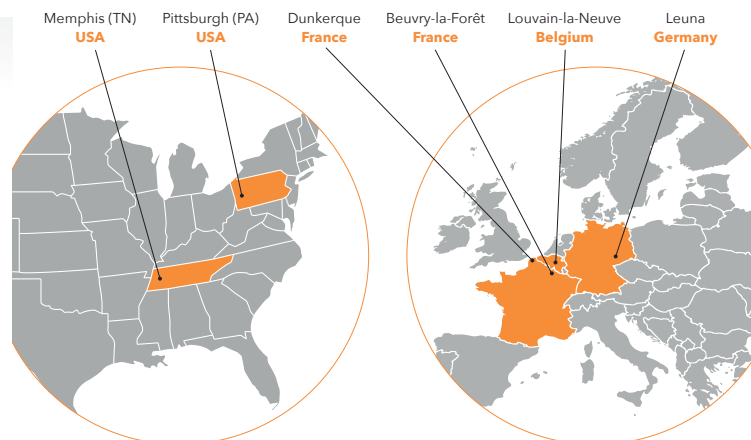 Memphis (TN)
USA
Pittsburgh (PA)
USA
Dunkerque
France
Beuvry-la-Forêt
France
Louvain-la-Neuve
Belgium
Leuna
Germany